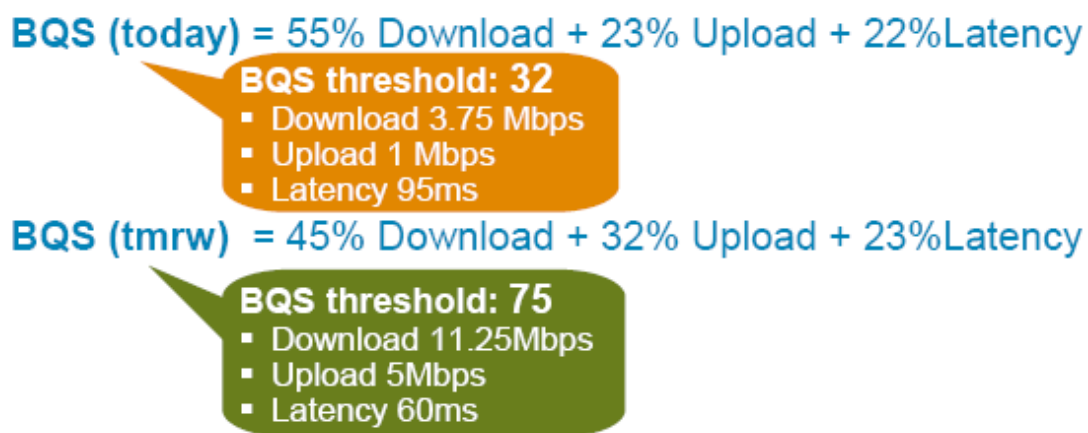 BQS (today) = 55% Download + 23% Upload + 22%Latency
BQS threshold: 32
▪ Download 3.75 Mbps
▪ Upload 1 Mbps
▪ Latency 95ms
BQS (tmrw) = 45% Download + 32% Upload + 23%Latency
BQS threshold: 75
▪ Download 11.25Mbps
▪ Upload 5Mbps
▪ Latency 60ms